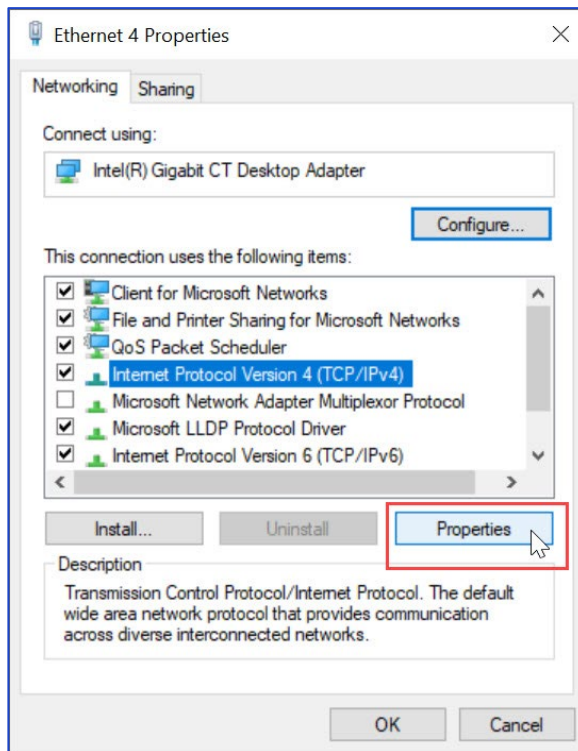 Ethernet 4 Properties
Networking
Sharing
Connect using:
Intel(R) Gigabit CT Desktop Adapter
Configure...
This connection uses the following items:
Client for Microsoft Networks
File and Printer Sharing for Microsoft Networks
QoS Packet Scheduler
Internet Protocol Version 4 (TCP/IPv4)
Microsoft Network Adapter Multiplexor Protocol
Microsoft LLDP Protocol Driver
Internet Protocol Version 6 (TCP/IPv6)
Install...
Uninstall
Properties
Description
Transmission Control Protocol/Internet Protocol. The default
wide area network protocol that provides communication
across diverse interconnected networks.
OK
Cancel